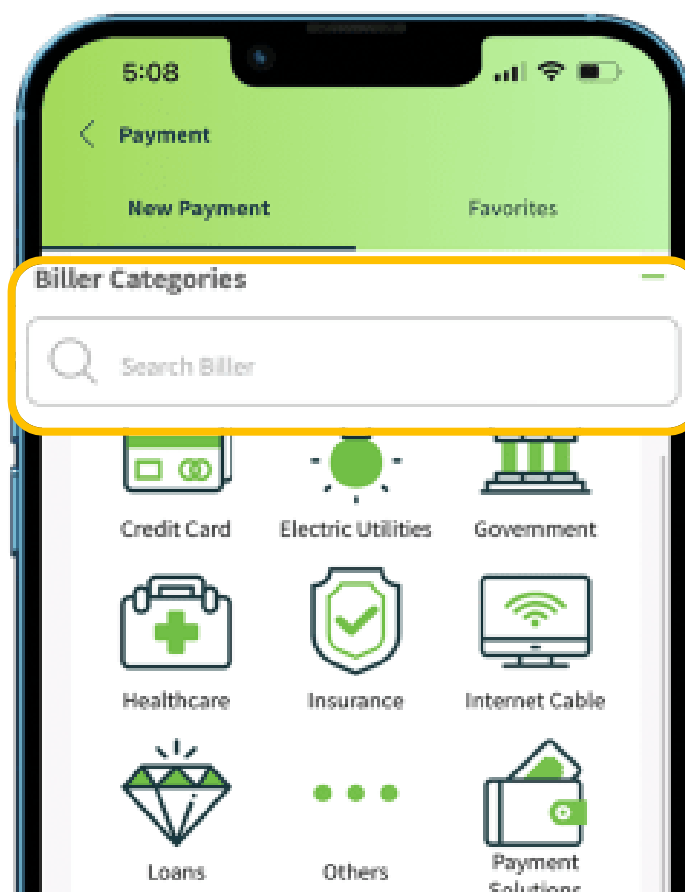 5:08
Payment
New Payment
Favorites
Biller Categories
Search Biller
Credit Card
Electric Utilities
Government
Healthcare
Insurance
Internet Cable
Loans
Others
Payment
Solutions